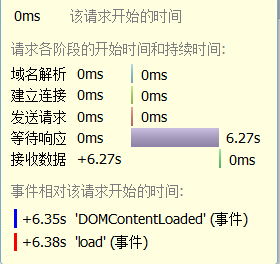 0ms 该请求开始的时间
请求各阶段的开始时间和持续时间:
域名解析 0ms 0ms
建立连接 0ms 0ms
发送请求 0ms 0ms
等待响应 0ms 6.27s
接收数据 +6.27s 0ms
事件相对该请求开始的时间:
+6.35s 'DOMContentLoaded' (事件)
+6.38s 'load' (事件)